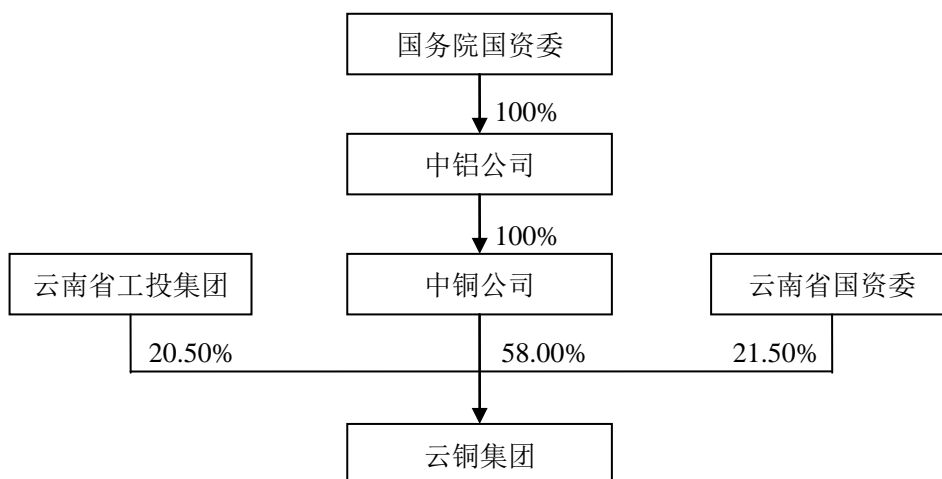 国务院国资委
100%
中铝公司
100%
云南省工投集团
中铜公司
云南省国资委
20.50%
58.00%
21.50%
云铜集团